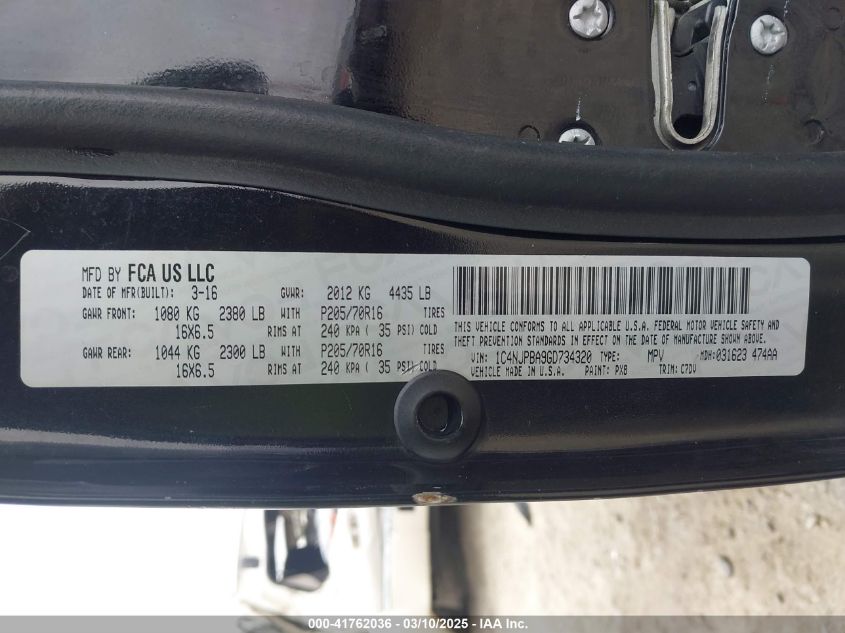 MFD BY FCA US LLC
DATE OF MFR(BUILT): 3-16 GVWR: 2012 KG 4435 LB
GAWR FRONT: 1080 KG 2380 LB WITH P205/70R16 TIRES
16X6.5 RIMS AT 240 KPA ( 35 PSI) COLD
GAWR REAR: 1044 KG 2300 LB WITH P205/70R16 TIRES
16X6.5 RIMS AT 240 KPA ( 35 PSI) COLD
THIS VEHICLE CONFORMS TO ALL APPLICABLE U.S.A. FEDERAL MOTOR VEHICLE SAFETY AND
THEFT PREVENTION STANDARDS IN EFFECT ON THE DATE OF MANUFACTURE SHOWN ABOVE.
VIN: 1C4NJPBA9GD734320 TYPE: MPV MDH: 031623 474AA
VEHICLE MADE IN U.S.A. PAINT: PX8 TRIM: C7DV
000-41762036 - 03/10/2025 - IAA Inc.